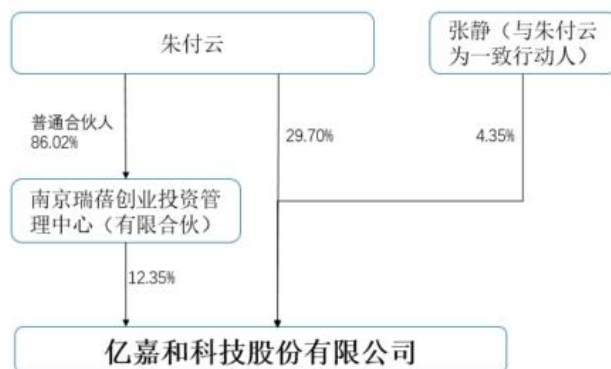 朱付云
张静（与朱付云
为一致行动人）
普通合伙人
86.02%
29.70%
4.35%
南京瑞蓓创业投资管
理中心（有限合伙）
12.35%
亿嘉和科技股份有限公司